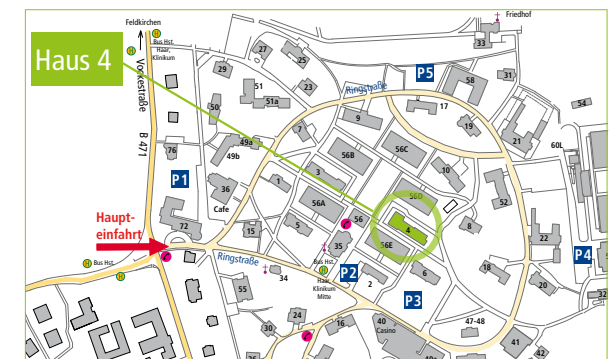 Feldkirchen
Friedhof
H
Bus Hst.
Haar,
Klinikum
H
Haus 4
Vockestraße
B 471
27
25
33
29
51
23
P5
58
31
51a
Ringstraße
50
17
54
9
7
19
49a
76
49b
56B
56C
21
60L
P1
3
10
36
1
Cafe
56A
56D
52
Haupt-
einfahrt
72
15
5
56
4
8
22
35
56E
P4
H Bus Hst.
Ringstraße
Bus Hst.
H
Haar,
Klinikum
Mitte
P2
34
2
6
18
H
55
P3
20
32
24
30
16
40
Casino
47-48
41
42